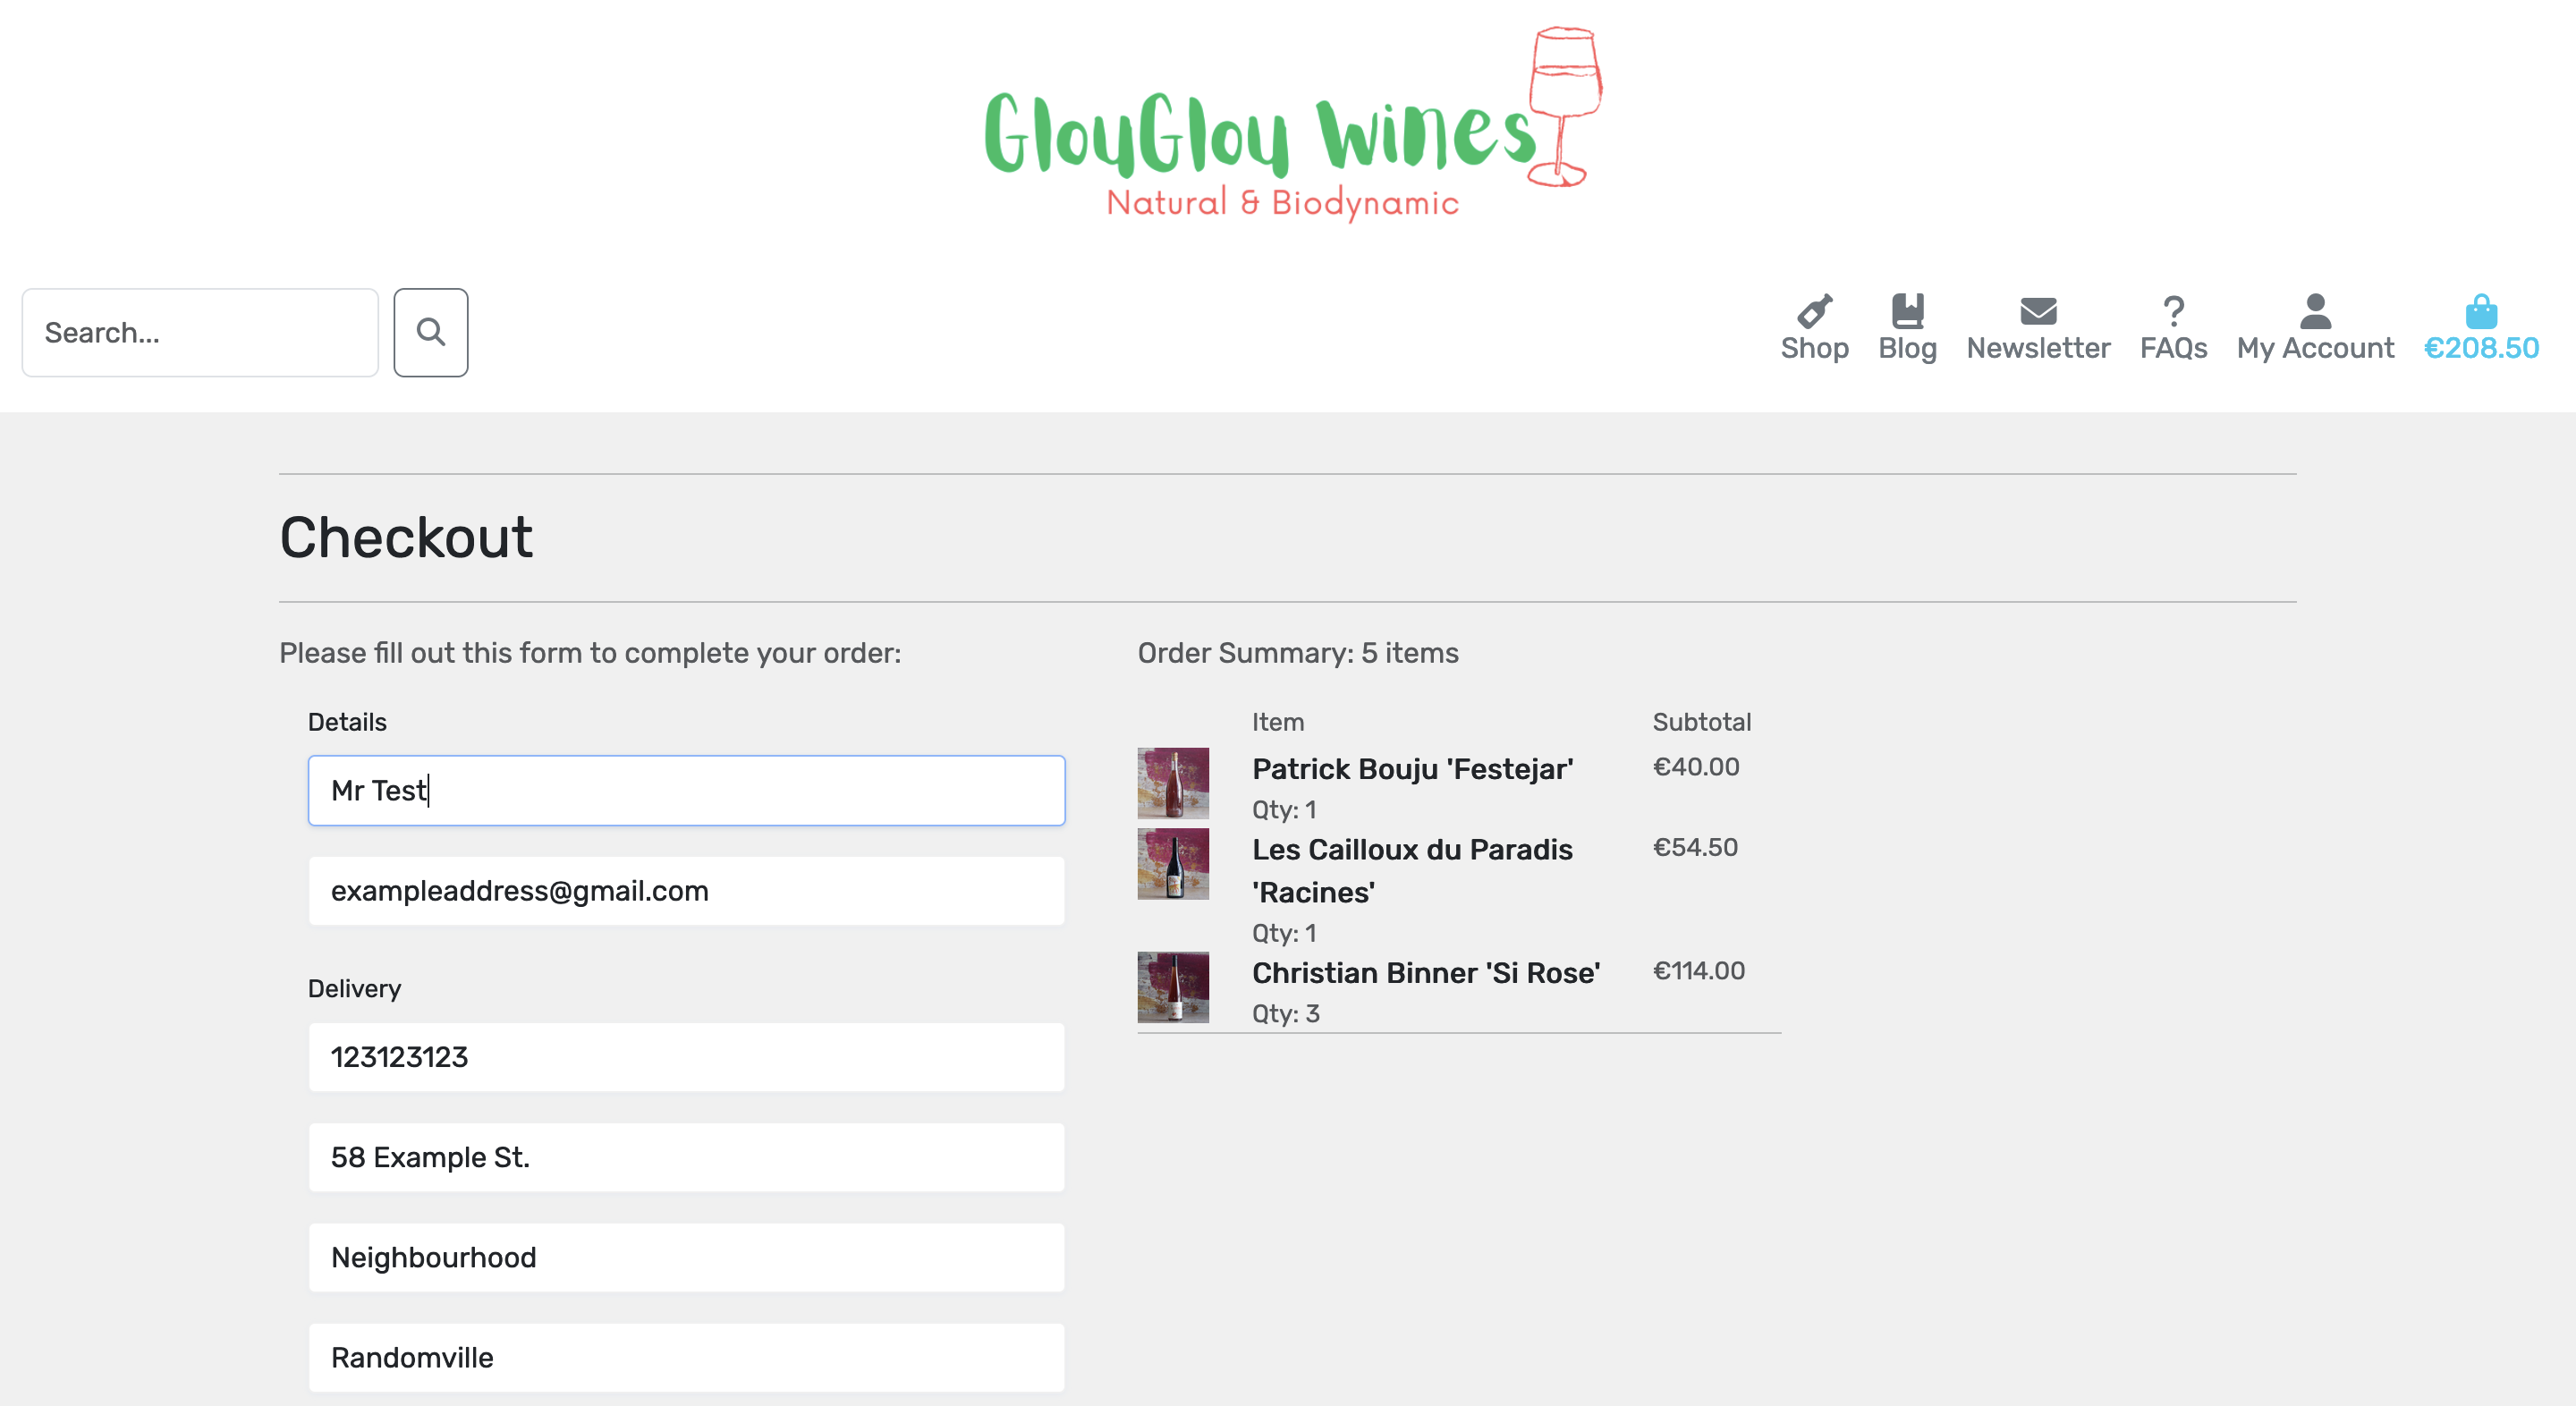 GlouGlou Wines
Natural & Biodynamic
Search...
Shop Blog Newsletter FAQs My Account €208.50
Checkout
Please fill out this form to complete your order:
Details
Mr Test
exampleaddress@gmail.com
Delivery
123123123
58 Example St.
Neighbourhood
Randomville
Order Summary: 5 items
Item Subtotal
Patrick Bouju 'Festejar' €40.00
Qty: 1
Les Cailloux du Paradis €54.50
'Racines'
Qty: 1
Christian Binner 'Si Rose' €114.00
Qty: 3